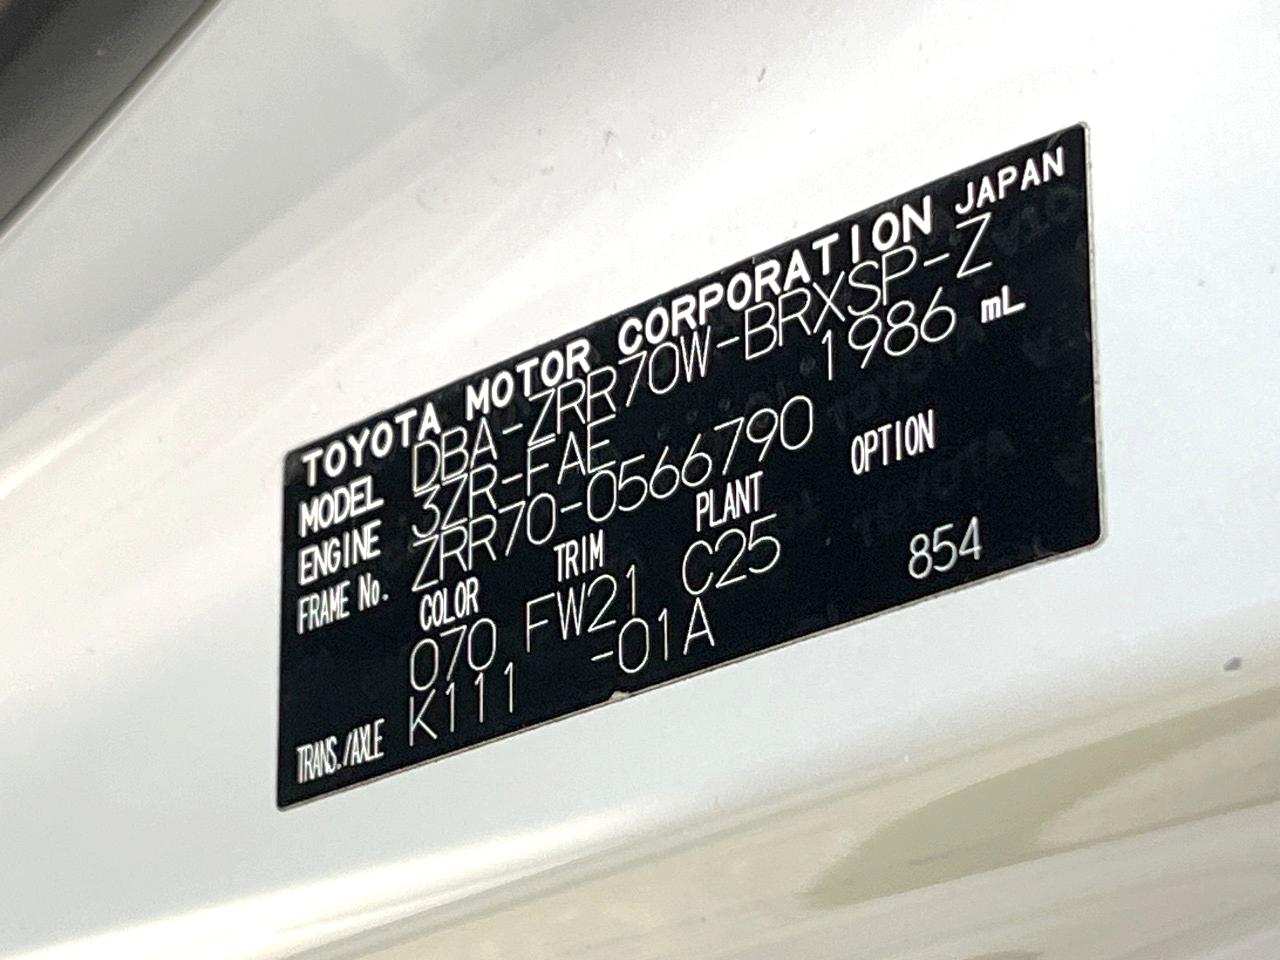 TOYOTA MOTOR CORPORATION JAPAN
MODEL DBA-ZRR70W-BRXSP-Z
ENGINE 3ZR-FAE 1986 mL
FRAME No. ZRR70-0566790
COLOR TRIM PLANT OPTION
070 FW21 C25 854
TRANS./AXLE K111 -01A